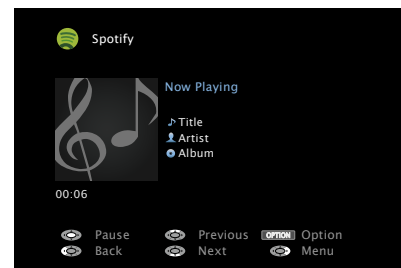 Spotify
Now Playing
Title
Artist
Album
00:06
Pause Previous OPTION Option
Back Next Menu